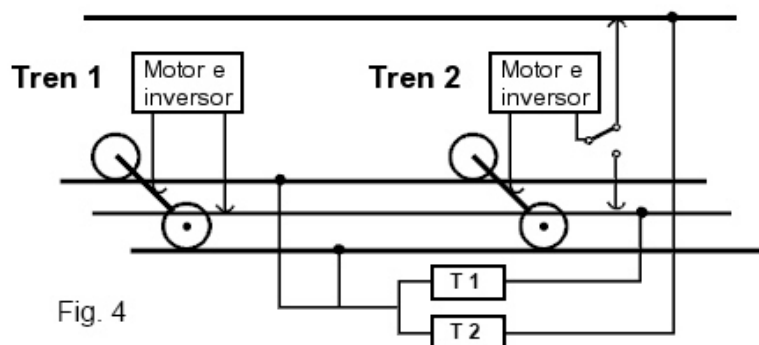 Tren 1
Motor e
inversor
Tren 2
Motor e
inversor
T 1
T 2
Fig. 4